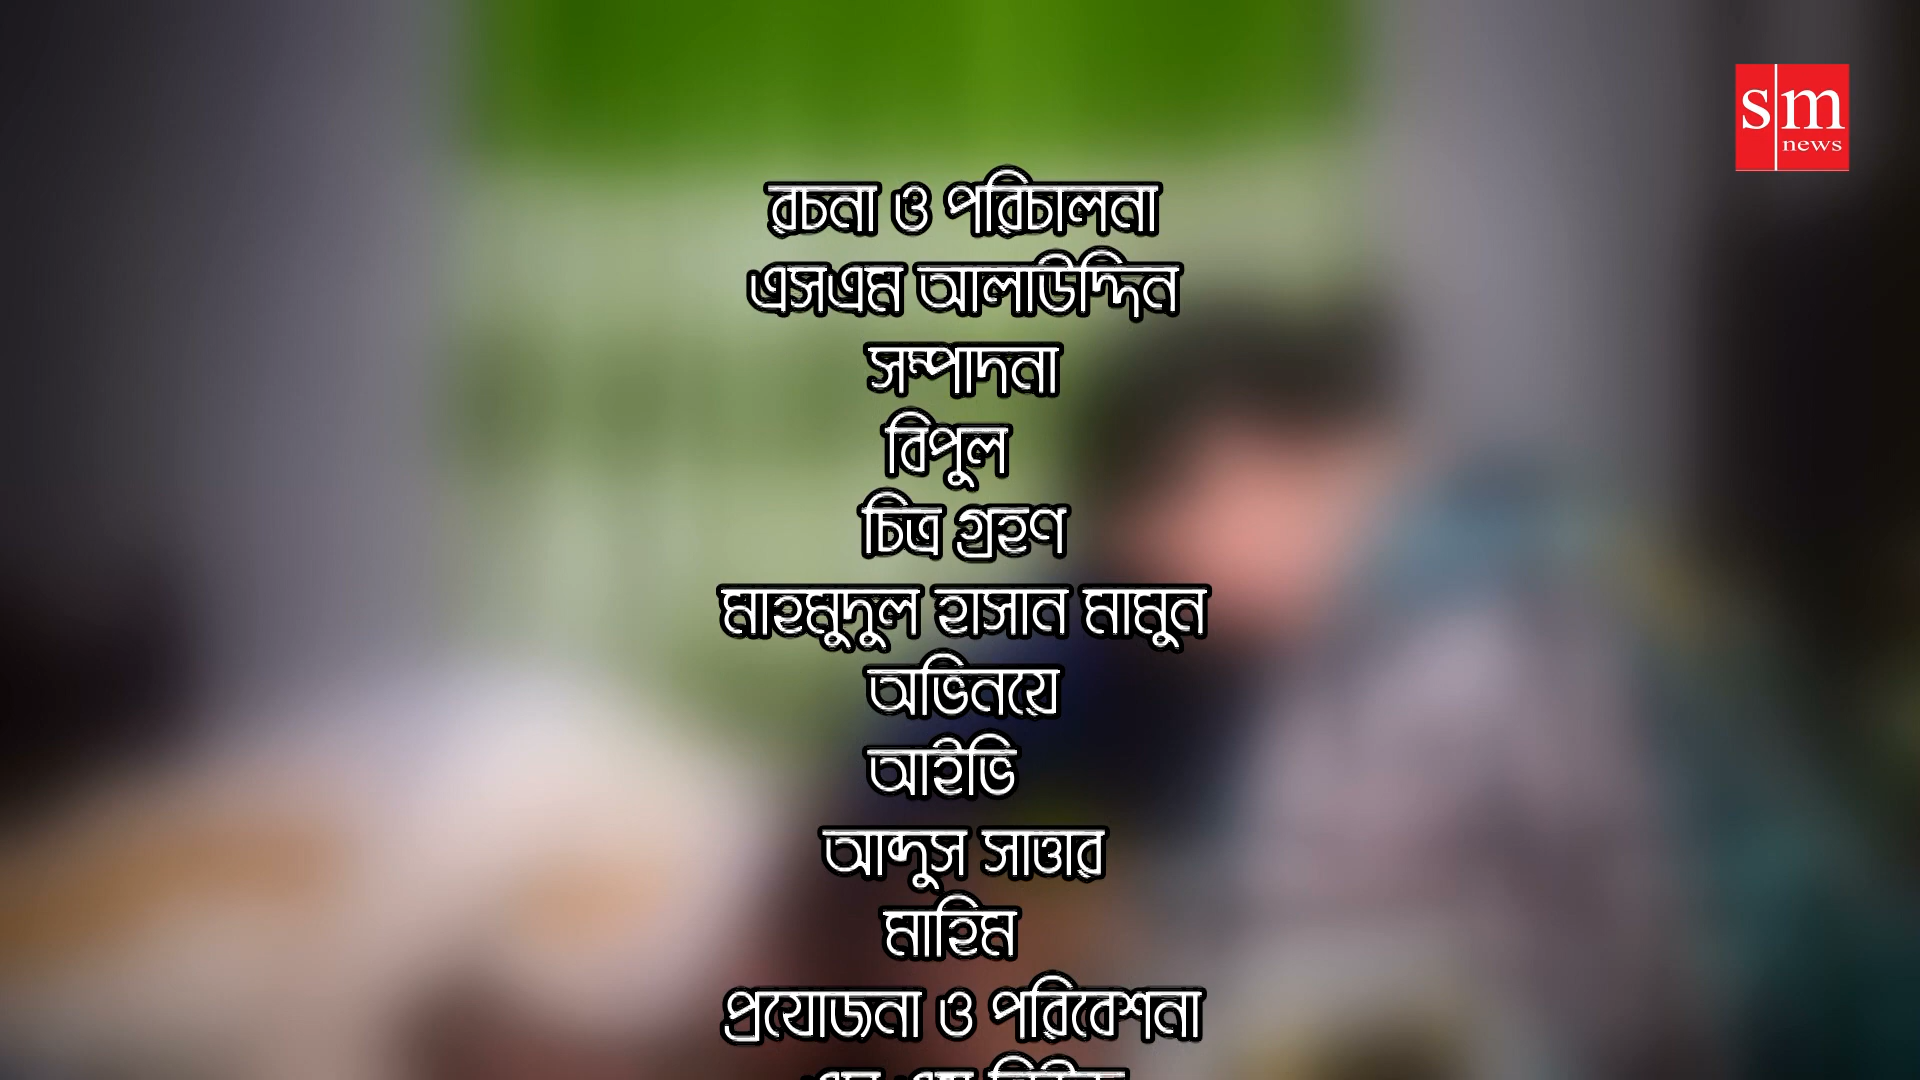 s m
news
রচনা ও পরিচালনা
এসএম আলাউদ্দিন
সম্পাদনা
বিপুল
চিত্র গ্রহণ
মাহমুদুল হাসান মামুন
অভিনয়ে
আইভি
আব্দুস সাত্তার
মাহিম
প্রযোজনা ও পরিবেশনা